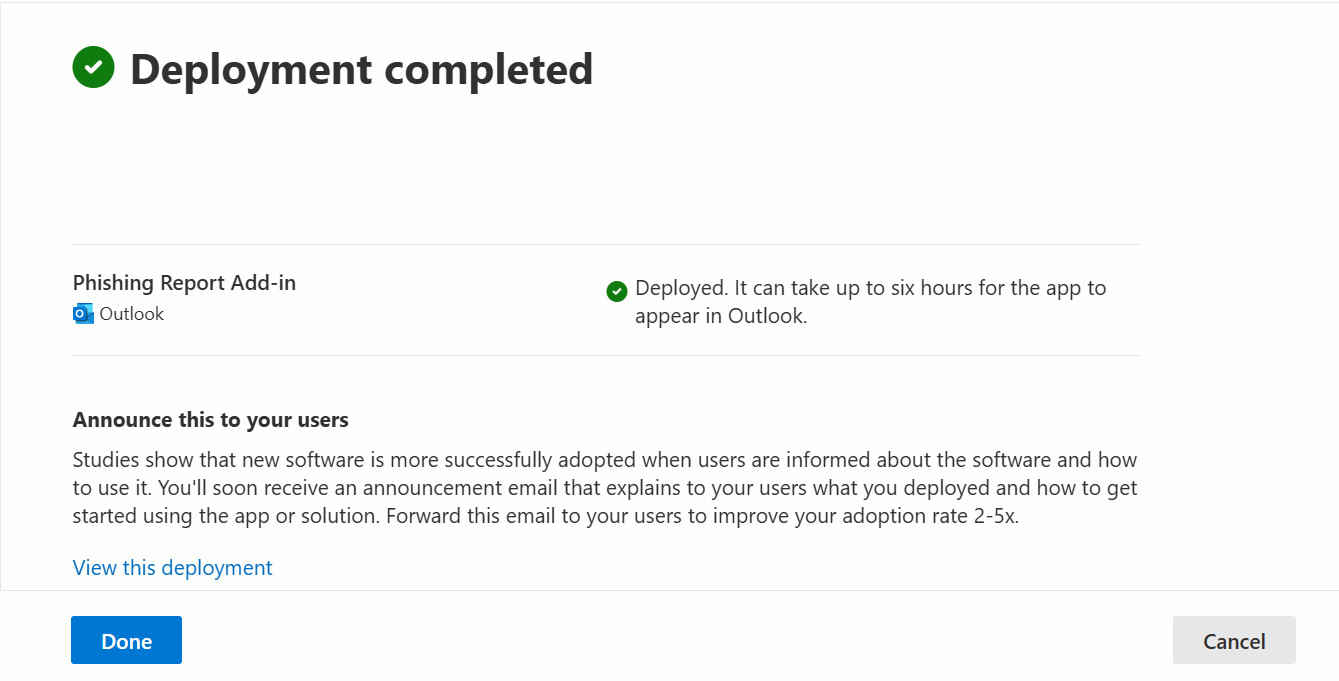 Deployment completed
Phishing Report Add-in
Outlook
Deployed. It can take up to six hours for the app to
appear in Outlook.
Announce this to your users
Studies show that new software is more successfully adopted when users are informed about the software and how
to use it. You'll soon receive an announcement email that explains to your users what you deployed and how to get
started using the app or solution. Forward this email to your users to improve your adoption rate 2-5x.
View this deployment
Done
Cancel